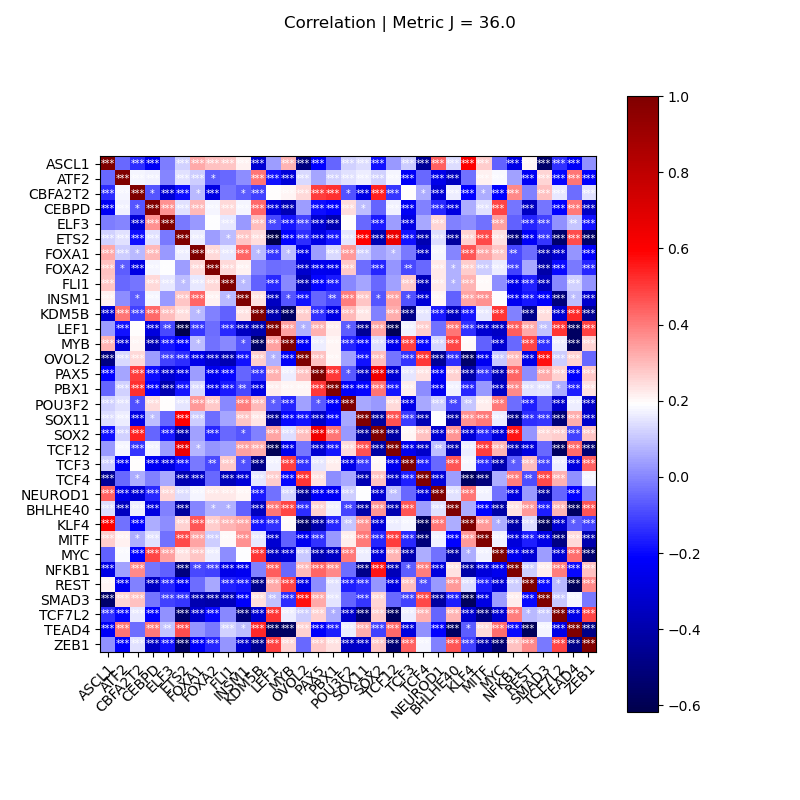 Correlation | Metric J = 36.0
ASCL1
ATF2
CBFA2T2
CEBPD
ELF3
ETS2
FOXA1
FOXA2
FLI1
INSM1
KDM5B
LEF1
MYB
OVOL2
PAX5
PBX1
POU3F2
SOX11
SOX2
TCF12
TCF3
TCF4
NEUROD1
BHLHE40
KLF4
MITF
MYC
NFKB1
REST
SMAD3
TCF7L2
TEAD4
ZEB1
ASCL1
ATF2
CBFA2T2
CEBPD
ELF3
ETS2
FOXA1
FOXA2
FLI1
INSM1
KDM5B
LEF1
MYB
OVOL2
PAX5
PBX1
POU3F2
SOX11
SOX2
TCF12
TCF3
TCF4
NEUROD1
BHLHE40
KLF4
MITF
MYC
NFKB1
REST
SMAD3
TCF7L2
TEAD4
ZEB1
1.0
0.8
0.6
0.4
0.2
0.0
−0.2
−0.4
−0.6